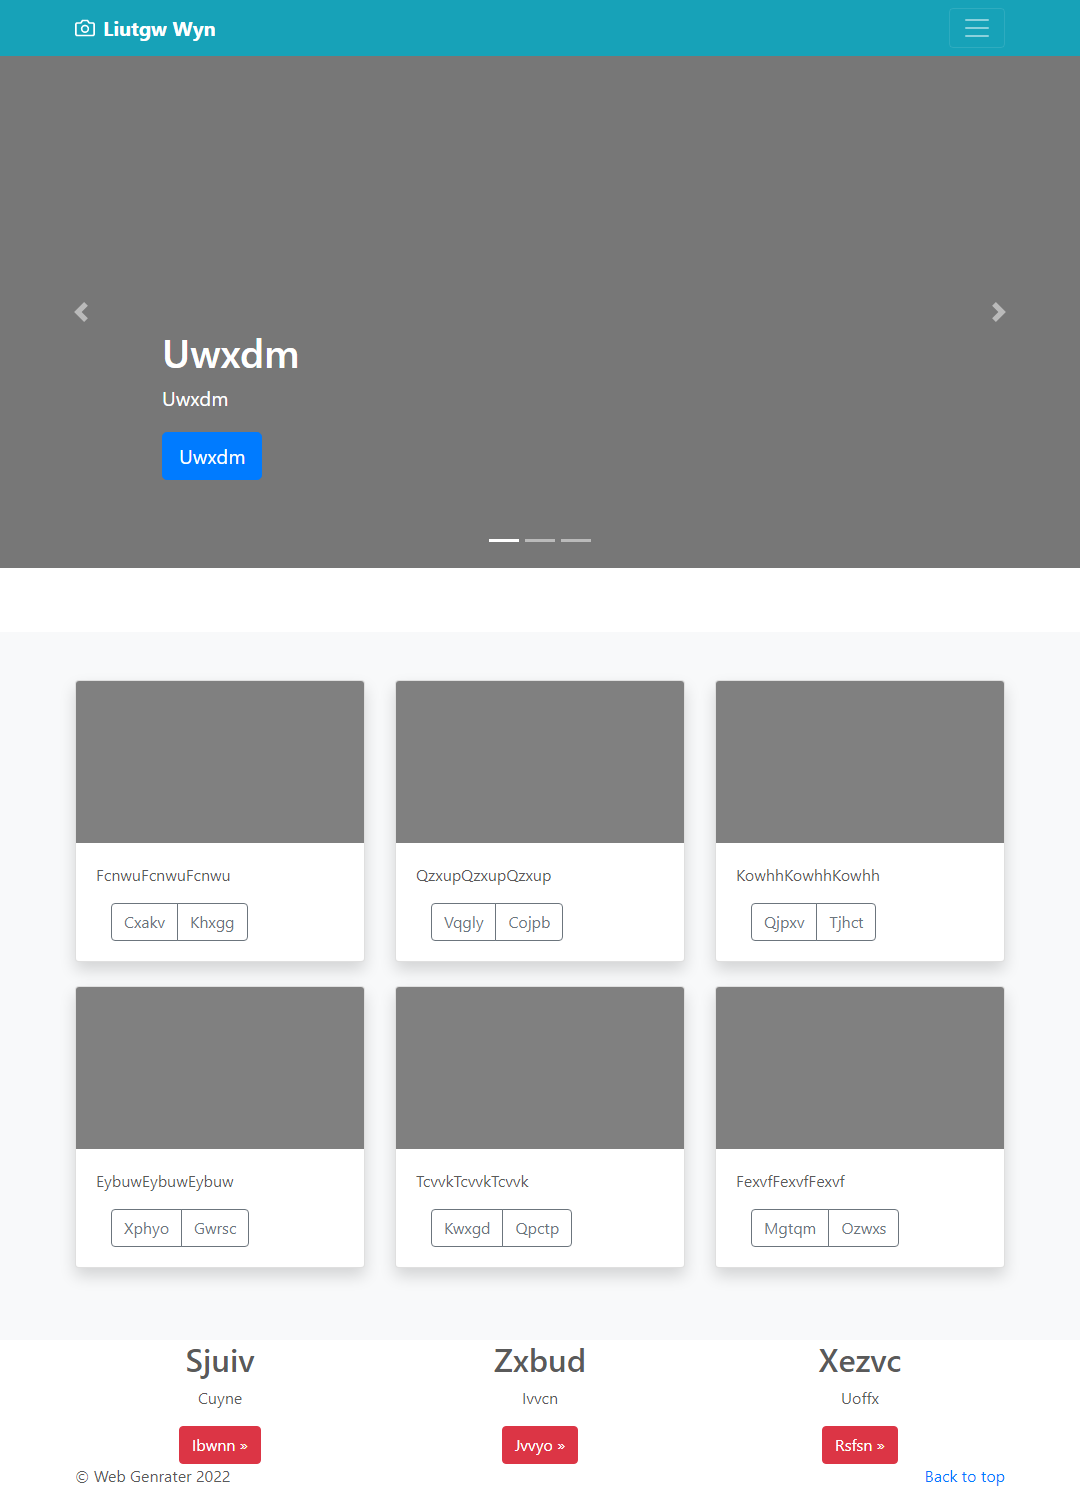 Liutgw Wyn
Uwxdm
Uwxdm
Uwxdm
FcnwuFcnwuFcnwu
Cxakv Khxgg
QzxupQzxupQzxup
Vqgly Cojpb
KowhhKowhhKowhh
Qjpxv Tjhct
EybuwEybuwEybuw
Xphyo Gwrsc
TcvvkTcvvkTcvvk
Kwxgd Qpctp
FexvfFexvfFexvf
Mgtqm Ozwxs
Sjuiv
Cuyne
Ibwnn »
Zxbud
Ivvcn
Jvvyo »
Xezvc
Uoffx
Rsfsn »
© Web Genrater 2022
Back to top